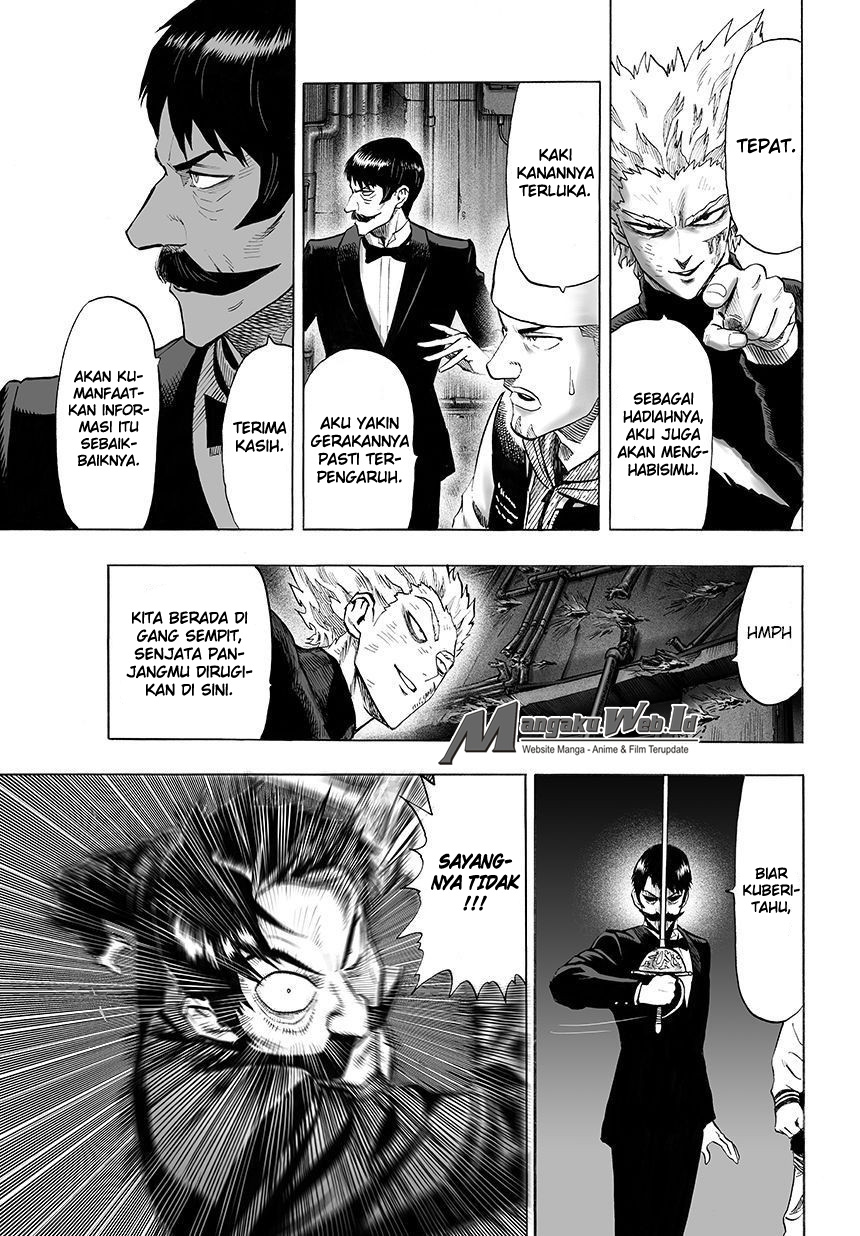 TEPAT.
SEBAGAI
HADIAHNYA,
AKU JUGA
AKAN MENG-
HABISIMU.
KAKI
KANANNYA
TERLUKA.
AKU YAKIN
GERAKANNYA
PASTI TER-
PENGARUH.
TERIMA
KASIH.
AKAN KU-
MANFAAT-
KAN INFOR-
MASI ITU
SEBAIK-
BAIKNYA.
HMPH
KITA BERADA DI
GANG SEMPIT,
SENJATA PAN-
JANGMU DIRUGI-
KAN DI SINI.
MangakuWeb.Id
Website Manga - Anime & Film Terupdate
BIAR
KUBERI-
TAHU,
SAYANG-
NYA TIDAK
!!!